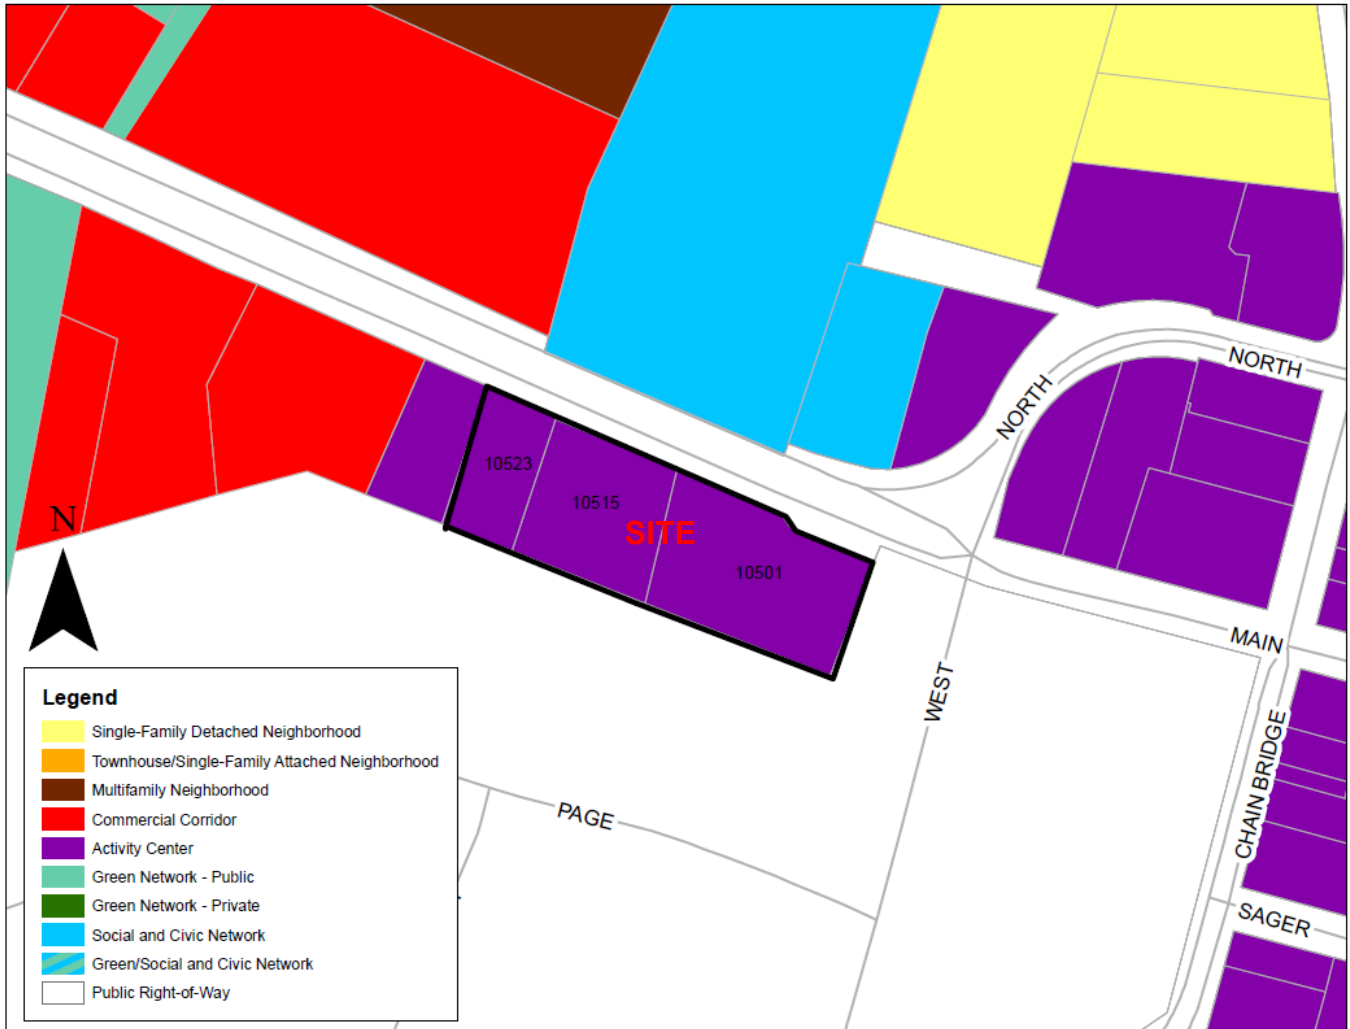 NORTH
NORTH
10523
10515
SITE
10501
N
MAIN
WEST
CHAIN BRIDGE
PAGE
SAGER
Legend
Single-Family Detached Neighborhood
Townhouse/Single-Family Attached Neighborhood
Multifamily Neighborhood
Commercial Corridor
Activity Center
Green Network - Public
Green Network - Private
Social and Civic Network
Green/Social and Civic Network
Public Right-of-Way